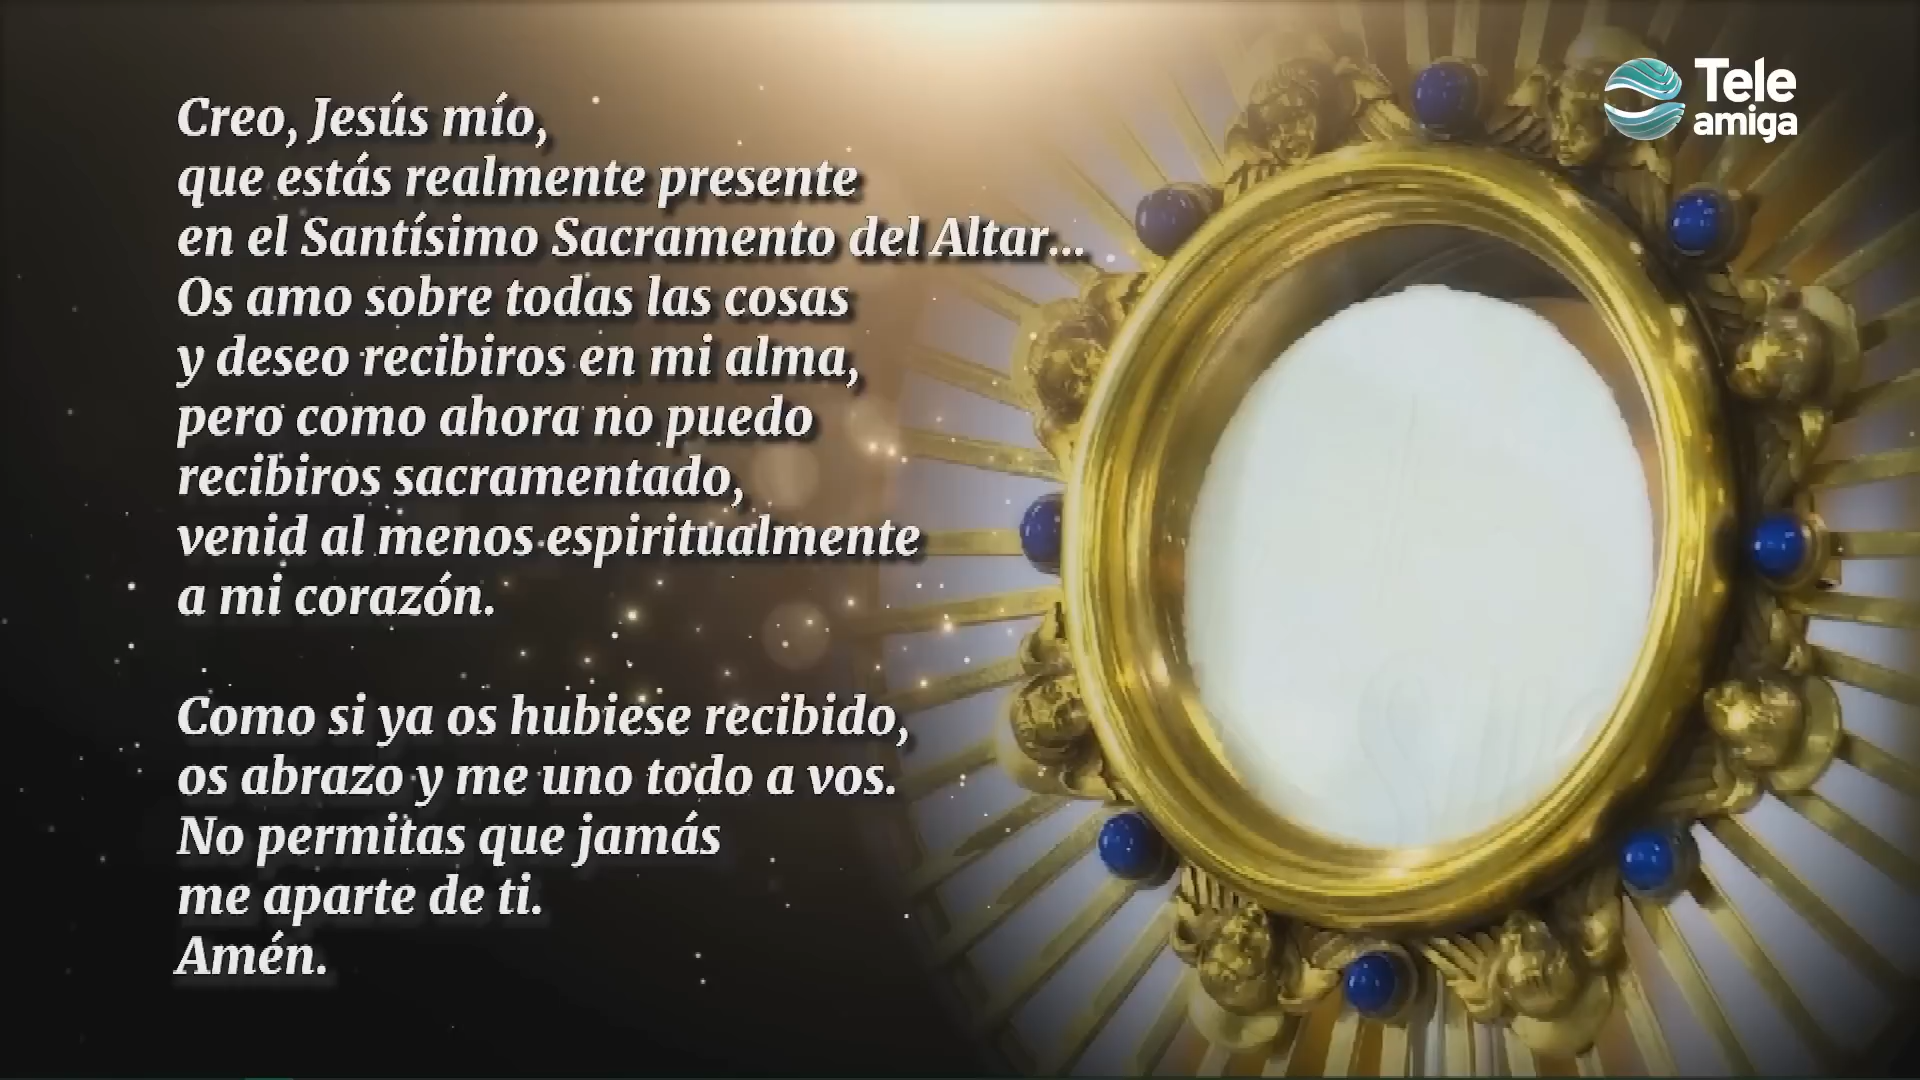 Creo, Jesús mío,
que estás realmente presente
en el Santísimo Sacramento del Altar...
Os amo sobre todas las cosas
y deseo recibiros en mi alma,
pero como ahora no puedo
recibiros sacramentado,
venid al menos espiritualmente
a mi corazón.
Como si ya os hubiese recibido,
os abrazo y me uno todo a vos.
No permitas que jamás
me aparte de ti.
Amén.
Tele
amiga